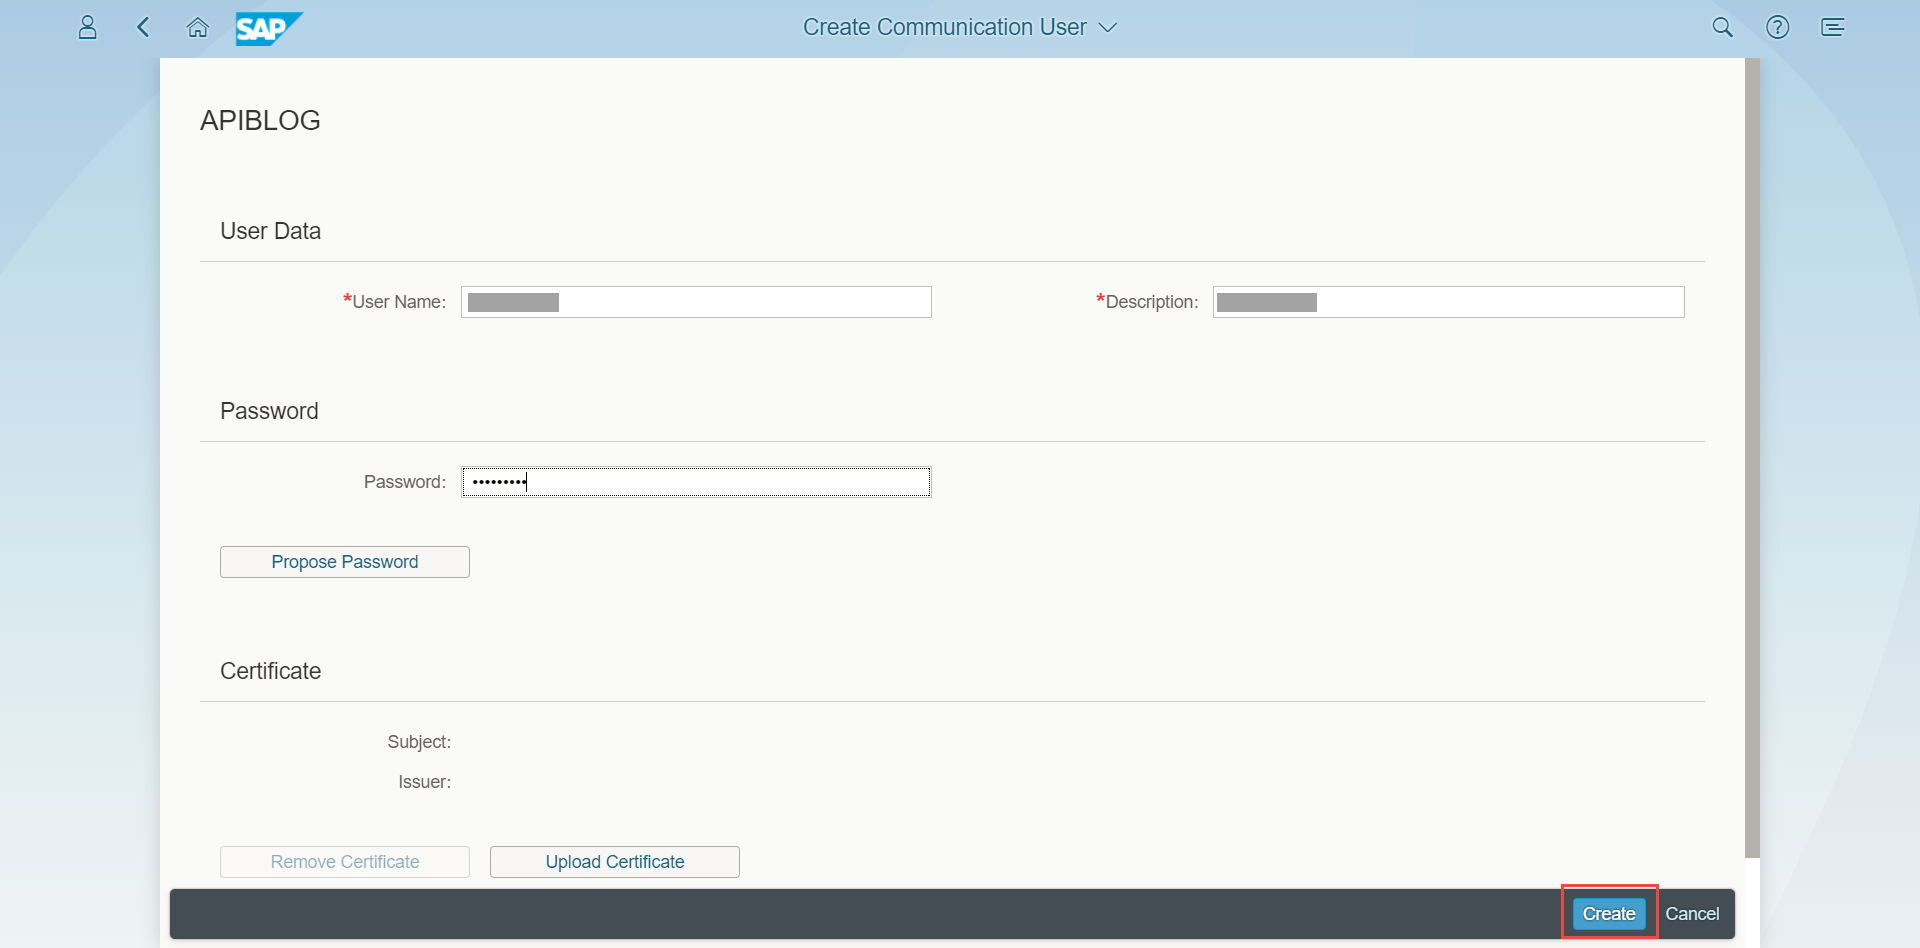 SAP
Create Communication User
APIBLOG
User Data
*User Name:
*Description:
Password
Password: •••••••••
Propose Password
Certificate
Subject:
Issuer:
Remove Certificate
Upload Certificate
Create
Cancel